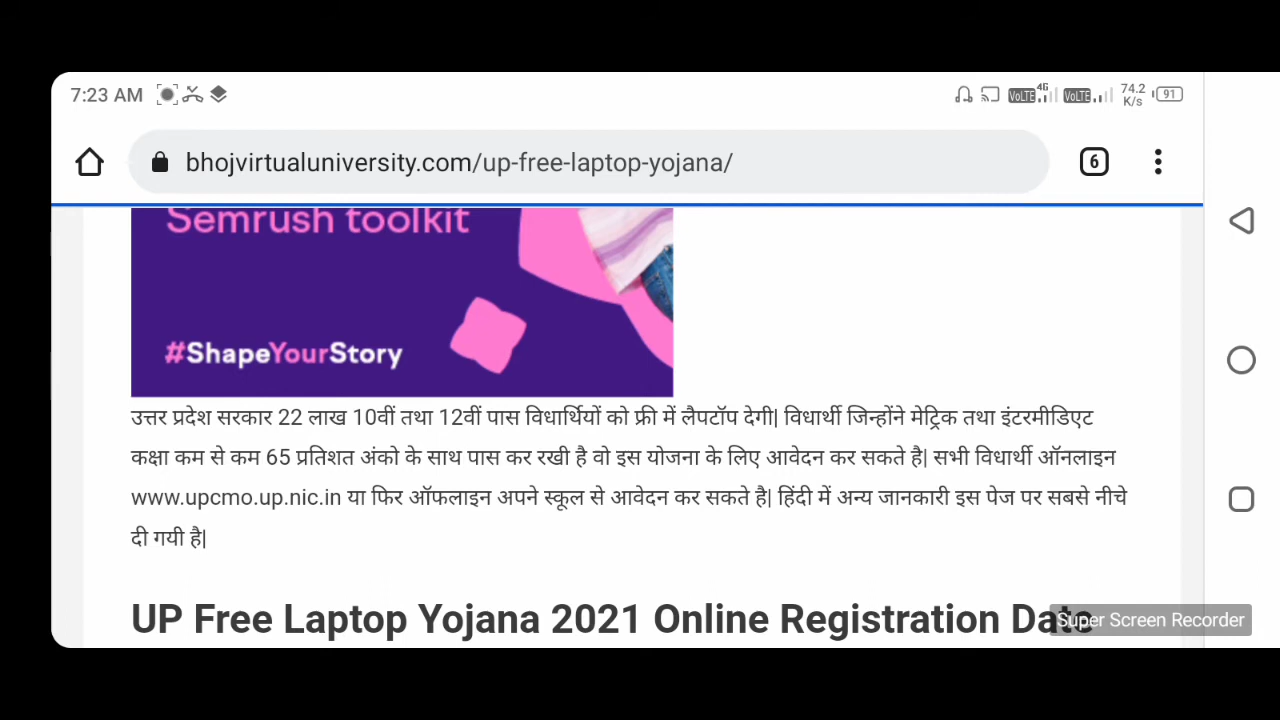 7:23 AM VoLTE 4G VoLTE 74.2 K/s 91
bhojvirtualuniversity.com/up-free-laptop-yojana/ 6
Semrush toolkit
#ShapeYourStory
उत्तर प्रदेश सरकार 22 लाख 10वीं तथा 12वीं पास विधार्थियों को फ्री में लैपटॉप देगी| विधार्थी जिन्होंने मेट्रिक तथा इंटरमीडिएट
कक्षा कम से कम 65 प्रतिशत अंको के साथ पास कर रखी है वो इस योजना के लिए आवेदन कर सकते है| सभी विधार्थी ऑनलाइन
www.upcmo.up.nic.in या फिर ऑफलाइन अपने स्कूल से आवेदन कर सकते है| हिंदी में अन्य जानकारी इस पेज पर सबसे नीचे
दी गयी है|
UP Free Laptop Yojana 2021 Online Registration Date
Super Screen Recorder